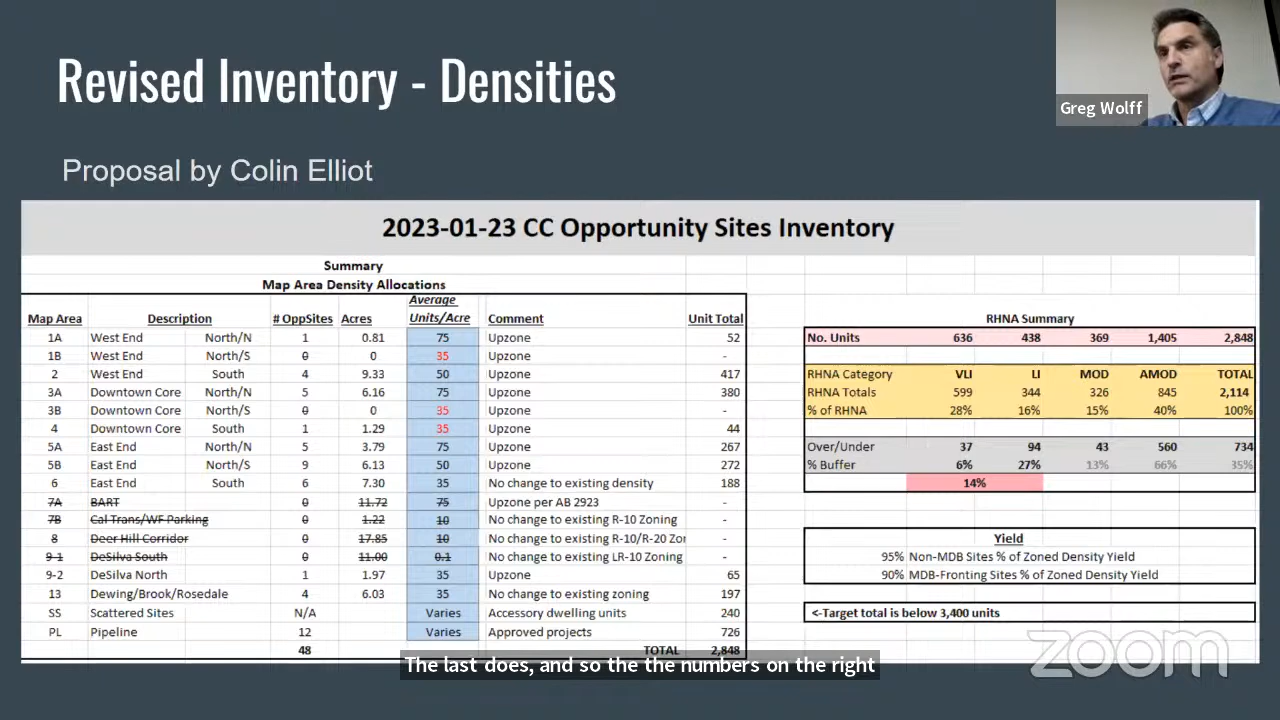 Revised Inventory - Densities
Greg Wolff
Proposal by Colin Elliot
2023-01-23 CC Opportunity Sites Inventory
Summary
Map Area Density Allocations
Map Area Description # OppSites Acres Average Units/Acre Comment Unit Total
1A West End North/N 1 0.81 75 Upzone 52
1B West End North/S 0 0 35 Upzone -
2 West End South 4 9.33 50 Upzone 417
3A Downtown Core North/N 5 6.16 75 Upzone 380
3B Downtown Core North/S 0 0 35 Upzone -
4 Downtown Core South 1 1.29 35 Upzone 44
5A East End North/N 5 3.79 75 Upzone 267
5B East End North/S 9 6.13 50 Upzone 272
6 East End South 6 7.30 35 No change to existing density 188
7A BART 0 11.72 75 Upzone per AB 2923 -
7B Cal Trans/WF Parking 0 1.22 10 No change to existing R-10 Zoning -
8 Deer Hill Corridor 0 17.85 10 No change to existing R-10/R-20 Zor -
9-1 DeSilva South 0 11.00 0.1 No change to existing LR-10 Zoning -
9-2 DeSilva North 1 1.97 35 Upzone 65
13 Dewing/Brook/Rosedale 4 6.03 35 No change to existing zoning 197
SS Scattered Sites N/A Varies Accessory dwelling units 240
PL Pipeline 12 Varies Approved projects 726
48 TOTAL 2,848
RHNA Summary
No. Units 636 438 369 1,405 2,848
RHNA Category VLI LI MOD AMOD TOTAL
RHNA Totals 599 344 326 845 2,114
% of RHNA 28% 16% 15% 40% 100%
Over/Under 37 94 43 560 734
% Buffer 6% 27% 13% 66% 35%
14%
Yield
95% Non-MDB Sites % of Zoned Density Yield
90% MDB-Fronting Sites % of Zoned Density Yield
<-Target total is below 3,400 units
The last does, and so the the numbers on the right
zoom